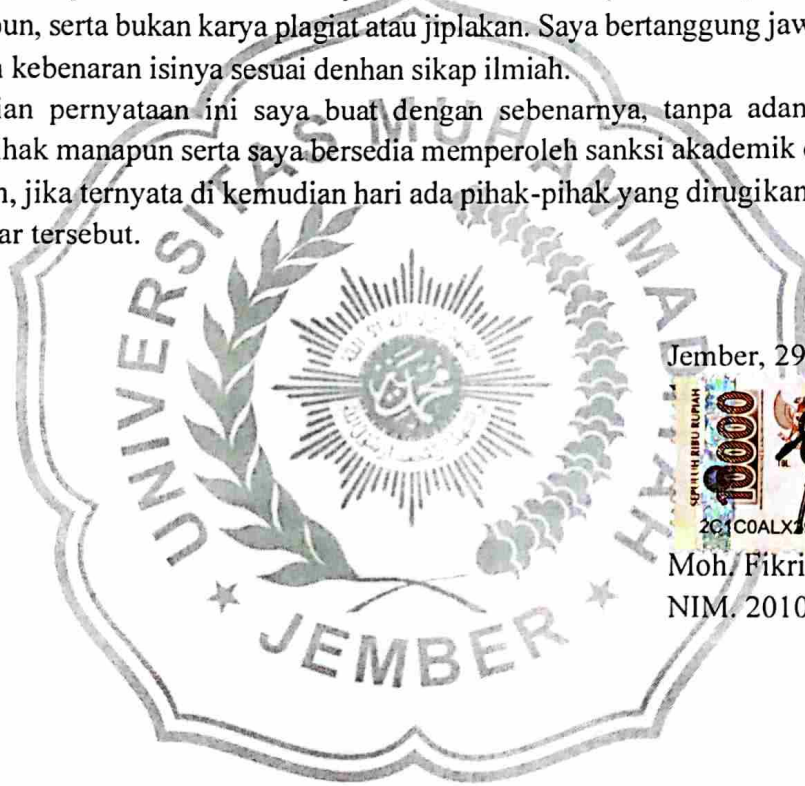 pun, serta bukan karya plagiat atau jiplakan. Saya bertanggung jaw
kebenaran isinya sesuai denhan sikap ilmiah.
ian pernyataan ini saya buat dengan sebenarnya, tanpa adan
ihak manapun serta saya bersedia memperoleh sanksi akademik
, jika ternyata di kemudian hari ada pihak-pihak yang dirugikan
ar tersebut.
UNIVERSITAS MUHAMMADIYAH
JEMBER
Jember, 29
SEPULUH RIBU RUPIAH
10000
2C1C0ALX2
Moh. Fikri
NIM. 2010